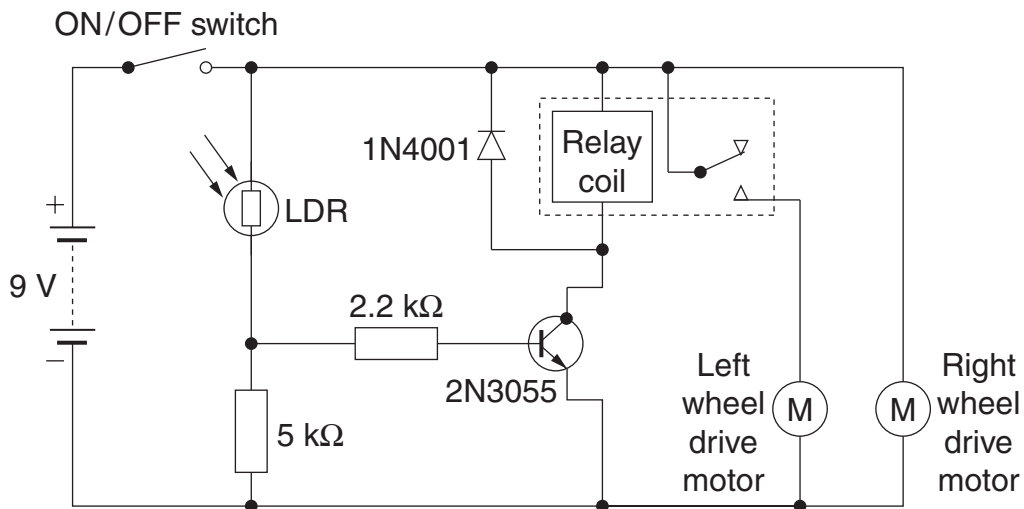 ON/OFF switch
1N4001
Relay
coil
+
LDR
9 V
2.2 kΩ
–
2N3055
5 kΩ
Left
wheel
drive
motor
M
M
Right
wheel
drive
motor